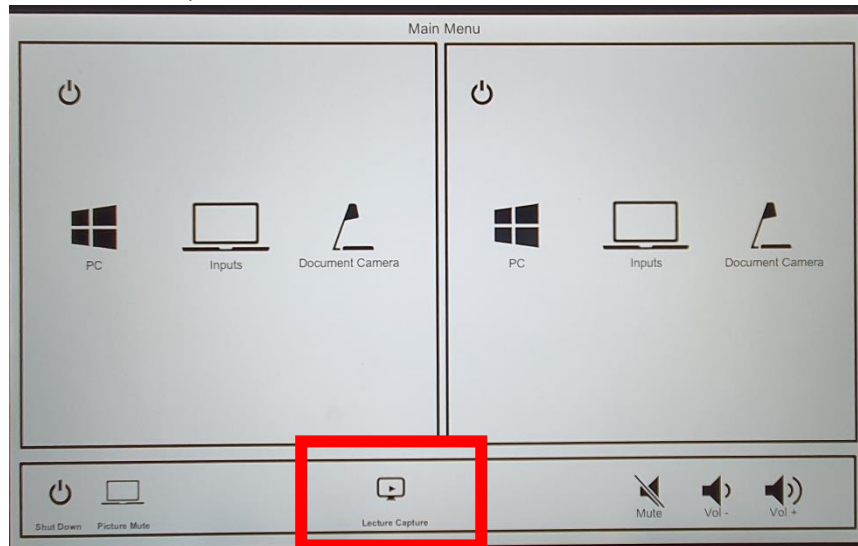 Main Menu
PC
Inputs
Document Camera
PC
Inputs
Document Camera
Shut Down
Picture Mute
Lecture Capture
Mute
Vol -
Vol +